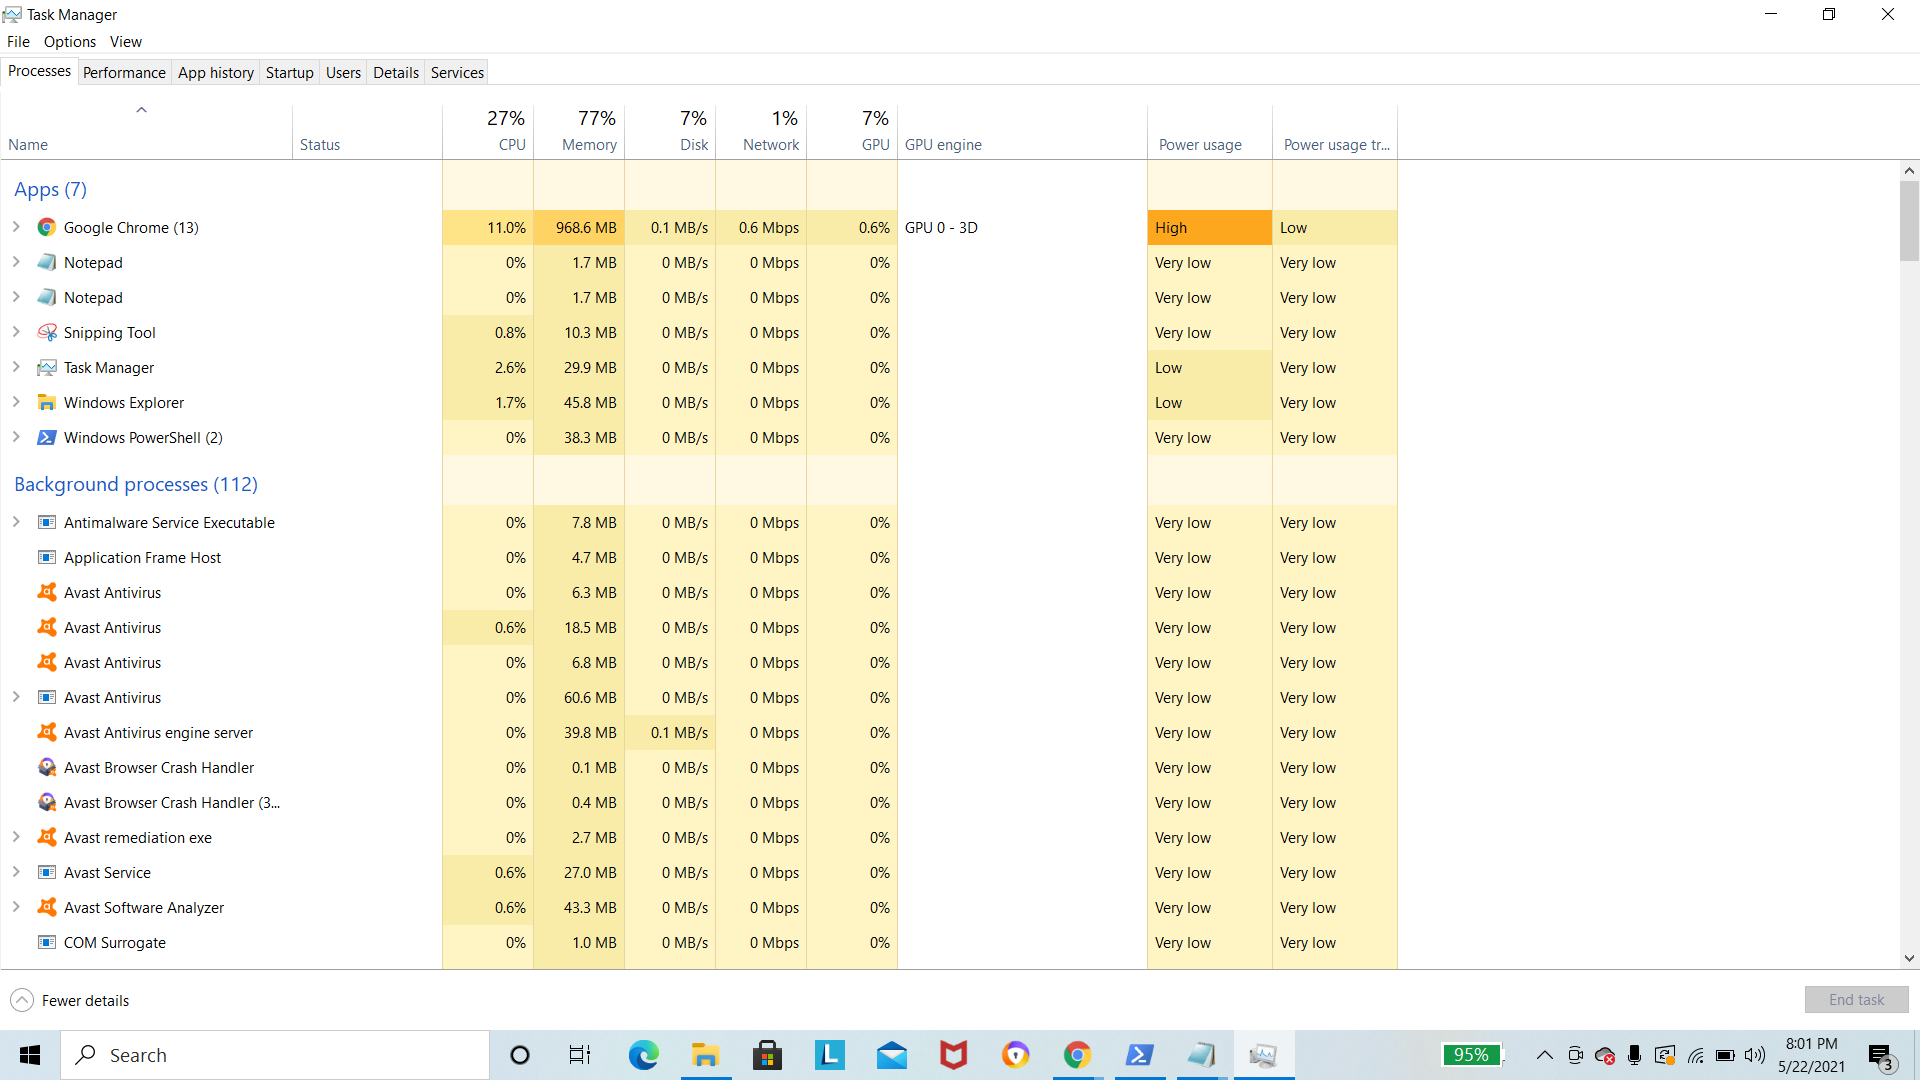 Task Manager
File Options View
Processes Performance App history Startup Users Details Services
27% 77% 7% 1% 7%
Name Status CPU Memory Disk Network GPU GPU engine Power usage Power usage tr...
Apps (7)
Google Chrome (13) 11.0% 968.6 MB 0.1 MB/s 0.6 Mbps 0.6% GPU 0 - 3D High Low
Notepad 0% 1.7 MB 0 MB/s 0 Mbps 0% Very low Very low
Notepad 0% 1.7 MB 0 MB/s 0 Mbps 0% Very low Very low
Snipping Tool 0.8% 10.3 MB 0 MB/s 0 Mbps 0% Very low Very low
Task Manager 2.6% 29.9 MB 0 MB/s 0 Mbps 0% Low Very low
Windows Explorer 1.7% 45.8 MB 0 MB/s 0 Mbps 0% Low Very low
Windows PowerShell (2) 0% 38.3 MB 0 MB/s 0 Mbps 0% Very low Very low
Background processes (112)
Antimalware Service Executable 0% 7.8 MB 0 MB/s 0 Mbps 0% Very low Very low
Application Frame Host 0% 4.7 MB 0 MB/s 0 Mbps 0% Very low Very low
Avast Antivirus 0% 6.3 MB 0 MB/s 0 Mbps 0% Very low Very low
Avast Antivirus 0.6% 18.5 MB 0 MB/s 0 Mbps 0% Very low Very low
Avast Antivirus 0% 6.8 MB 0 MB/s 0 Mbps 0% Very low Very low
Avast Antivirus 0% 60.6 MB 0 MB/s 0 Mbps 0% Very low Very low
Avast Antivirus engine server 0% 39.8 MB 0.1 MB/s 0 Mbps 0% Very low Very low
Avast Browser Crash Handler 0% 0.1 MB 0 MB/s 0 Mbps 0% Very low Very low
Avast Browser Crash Handler (3... 0% 0.4 MB 0 MB/s 0 Mbps 0% Very low Very low
Avast remediation exe 0% 2.7 MB 0 MB/s 0 Mbps 0% Very low Very low
Avast Service 0.6% 27.0 MB 0 MB/s 0 Mbps 0% Very low Very low
Avast Software Analyzer 0.6% 43.3 MB 0 MB/s 0 Mbps 0% Very low Very low
COM Surrogate 0% 1.0 MB 0 MB/s 0 Mbps 0% Very low Very low
Fewer details End task
Search L 95% 8:01 PM
5/22/2021 3